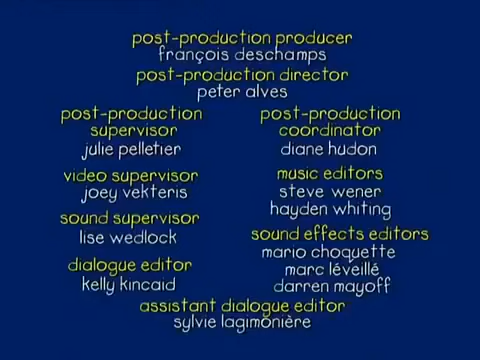 post-production producer
françois deschamps
post-production director
peter alves
post-production
supervisor
julie pelletier
video supervisor
joey vekteris
sound supervisor
lise wedlock
dialogue editor
kelly kincaid
post-production
coordinator
diane hudon
music editors
steve wener
hayden whiting
sound effects editors
mario choquette
marc léveillé
darren mayoff
assistant dialogue editor
sylvie lagimonière